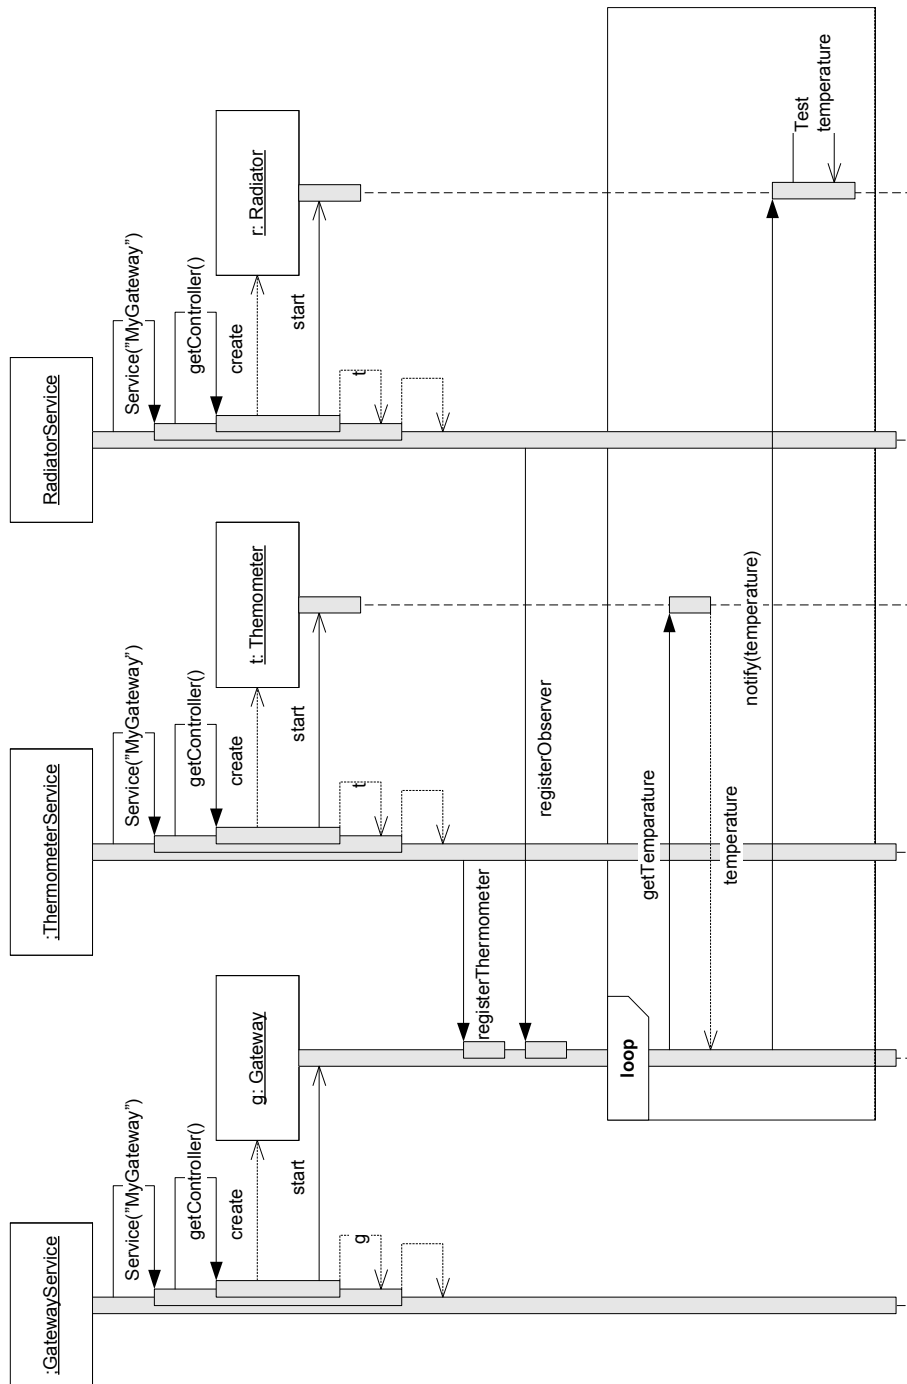 :GatewayService
Service("MyGateway")
getController()
create
g: Gateway
start
g
:ThermometerService
Service("MyGateway")
getController()
create
t: Themometer
start
t
RadiatorService
Service("MyGateway")
getController()
create
r: Radiator
start
t
registerThermometer
registerObserver
loop
getTemparature
temperature
notify(temperature)
Test
temperature